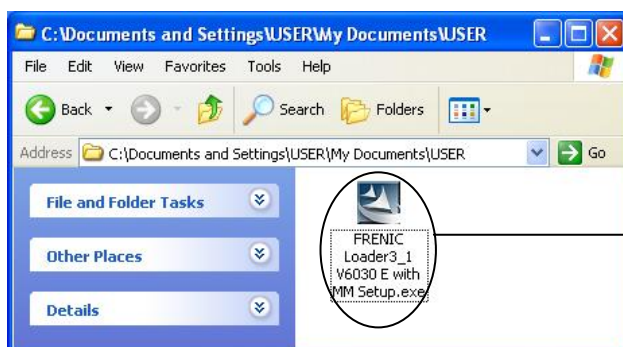 C:\Documents and Settings\USER\My Documents\USER
File Edit View Favorites Tools Help
Back Search Folders
Address C:\Documents and Settings\USER\My Documents\USER Go
File and Folder Tasks
Other Places
Details
FRENIC
Loader3_1
V6030 E with
MM Setup.exe